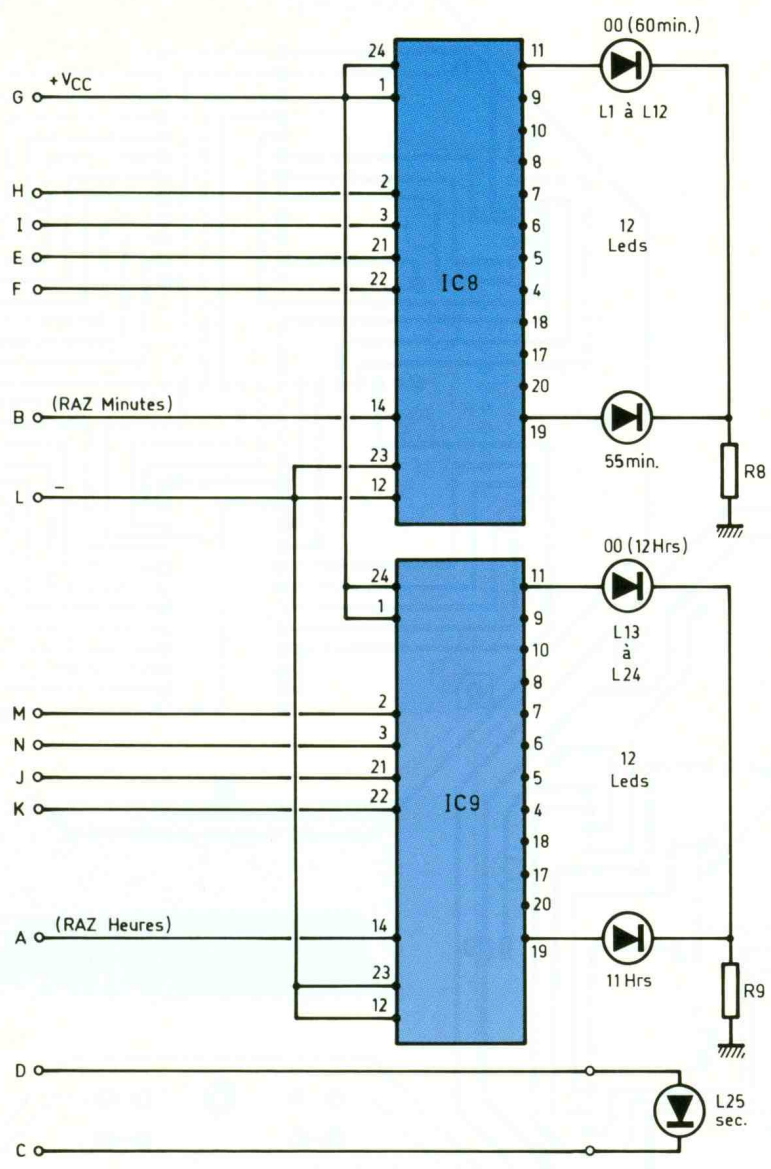 00 (60min.)
24
11
+VCC
G
1
9
L1 à L12
10
8
H
2
7
I
3
6
12
Leds
E
21
5
F
22
IC8
4
18
17
20
(RAZ Minutes)
B
14
19
55min.
23
R8
L
–
12
00 (12Hrs)
24
11
1
9
L13
à
L24
10
8
M
2
7
N
3
6
12
Leds
J
21
5
K
22
IC9
4
18
17
20
(RAZ Heures)
A
14
19
11Hrs
23
R9
12
D
L25
sec.
C